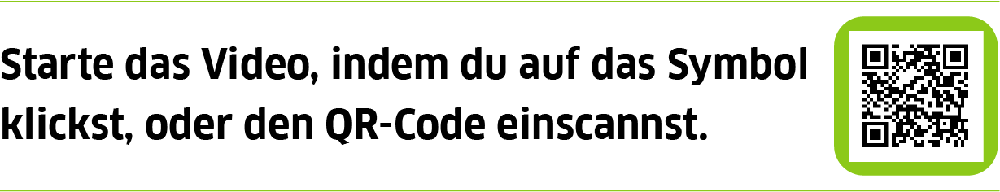 Starte das Video, indem du auf das Symbol
klickst, oder den QR-Code einscannst.